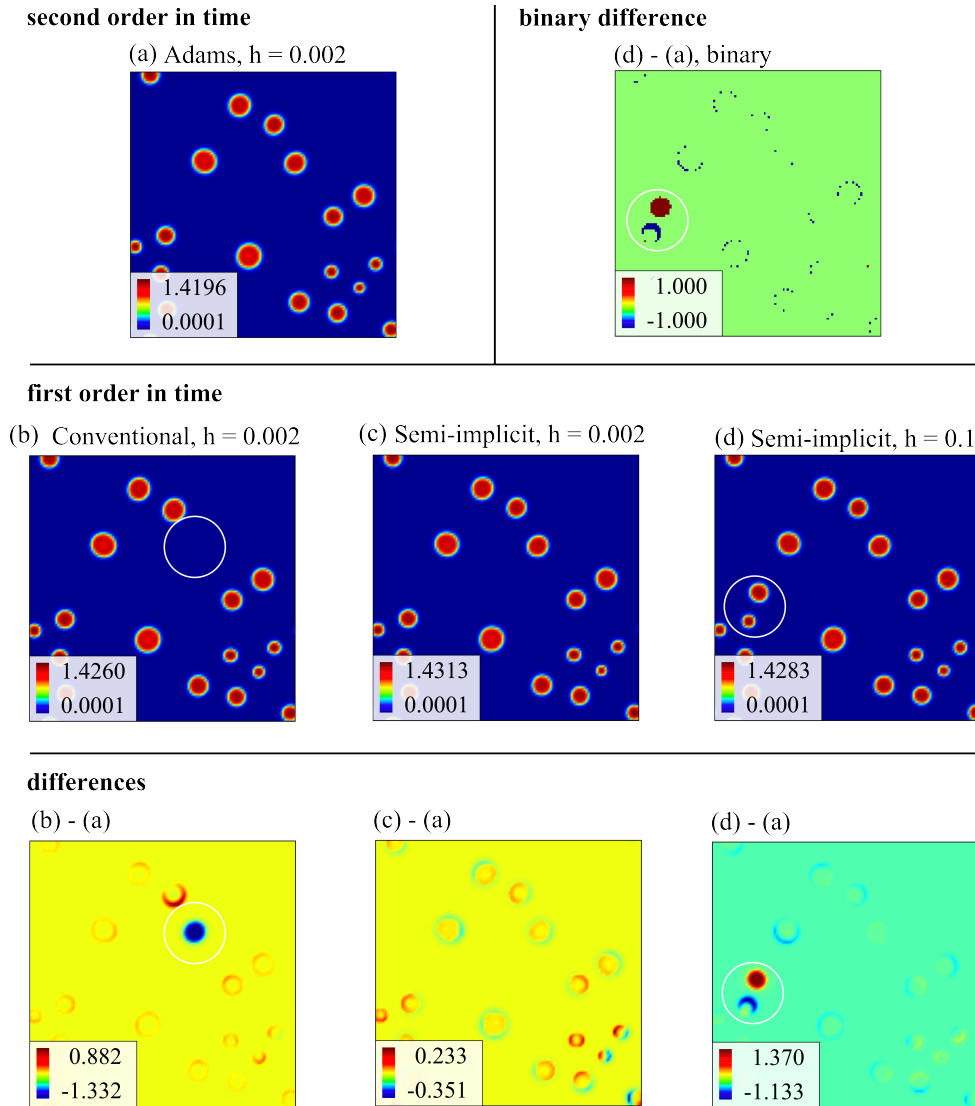 second order in time
binary difference
(a) Adams, h = 0.002
(d) - (a), binary
1.4196
0.0001
1.000
-1.000
first order in time
(b) Conventional, h = 0.002
(c) Semi-implicit, h = 0.002
(d) Semi-implicit, h = 0.1
1.4260
0.0001
1.4313
0.0001
1.4283
0.0001
differences
(b) - (a)
(c) - (a)
(d) - (a)
0.882
-1.332
0.233
-0.351
1.370
-1.133